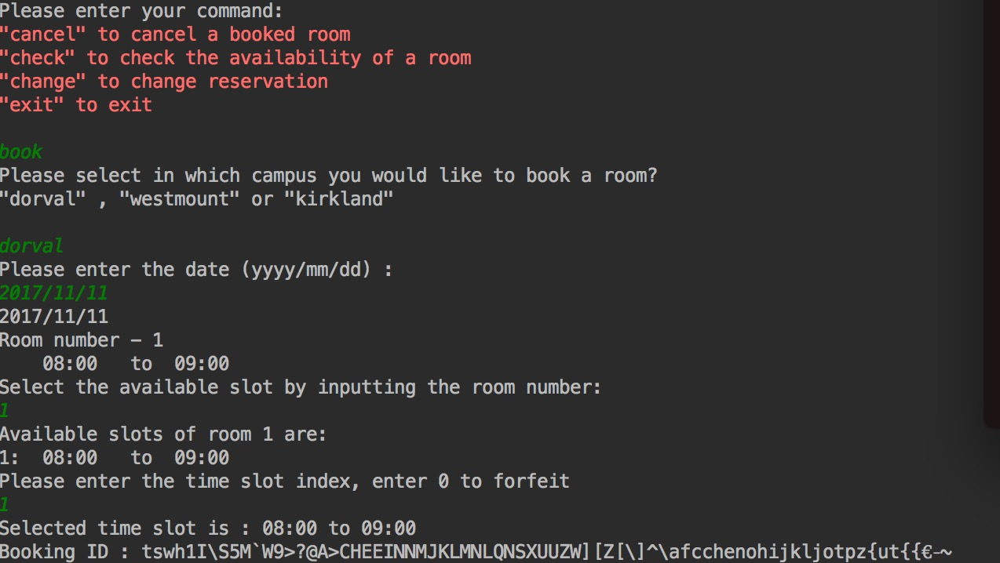 Please enter your command:
"cancel" to cancel a booked room
"check" to check the availability of a room
"change" to change reservation
"exit" to exit
book
Please select in which campus you would like to book a room?
"dorval" , "westmount" or "kirkland"
dorval
Please enter the date (yyyy/mm/dd) :
2017/11/11
2017/11/11
Room number – 1
08:00 to 09:00
Select the available slot by inputting the room number:
1
Available slots of room 1 are:
1: 08:00 to 09:00
Please enter the time slot index, enter 0 to forfeit
1
Selected time slot is : 08:00 to 09:00
Booking ID : tswh1I\S5M`W9>?@A>CHEEINNMJKLMNLQNSXUUZW][Z[\]^\afcchenohijkljotpz{ut{{€-~